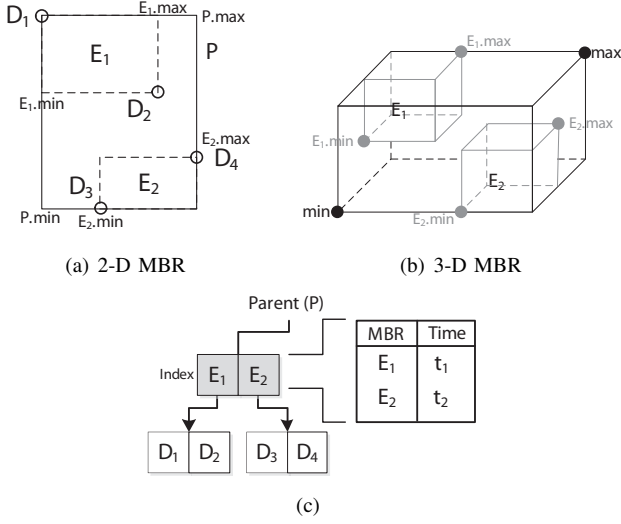 D₁
E₁.max
P.max
E₁
P
E₁.min
D₂
E₂.max
D₄
D₃
E₂
P.min
E₂.min
(a) 2-D MBR
E₁.max
max
E₁
E₁.min
E₂.max
E₂
min
E₂.min
(b) 3-D MBR
Parent (P)
Index
E₁ E₂
D₁ D₂ D₃ D₄
MBR Time
E₁ t₁
E₂ t₂
(c)